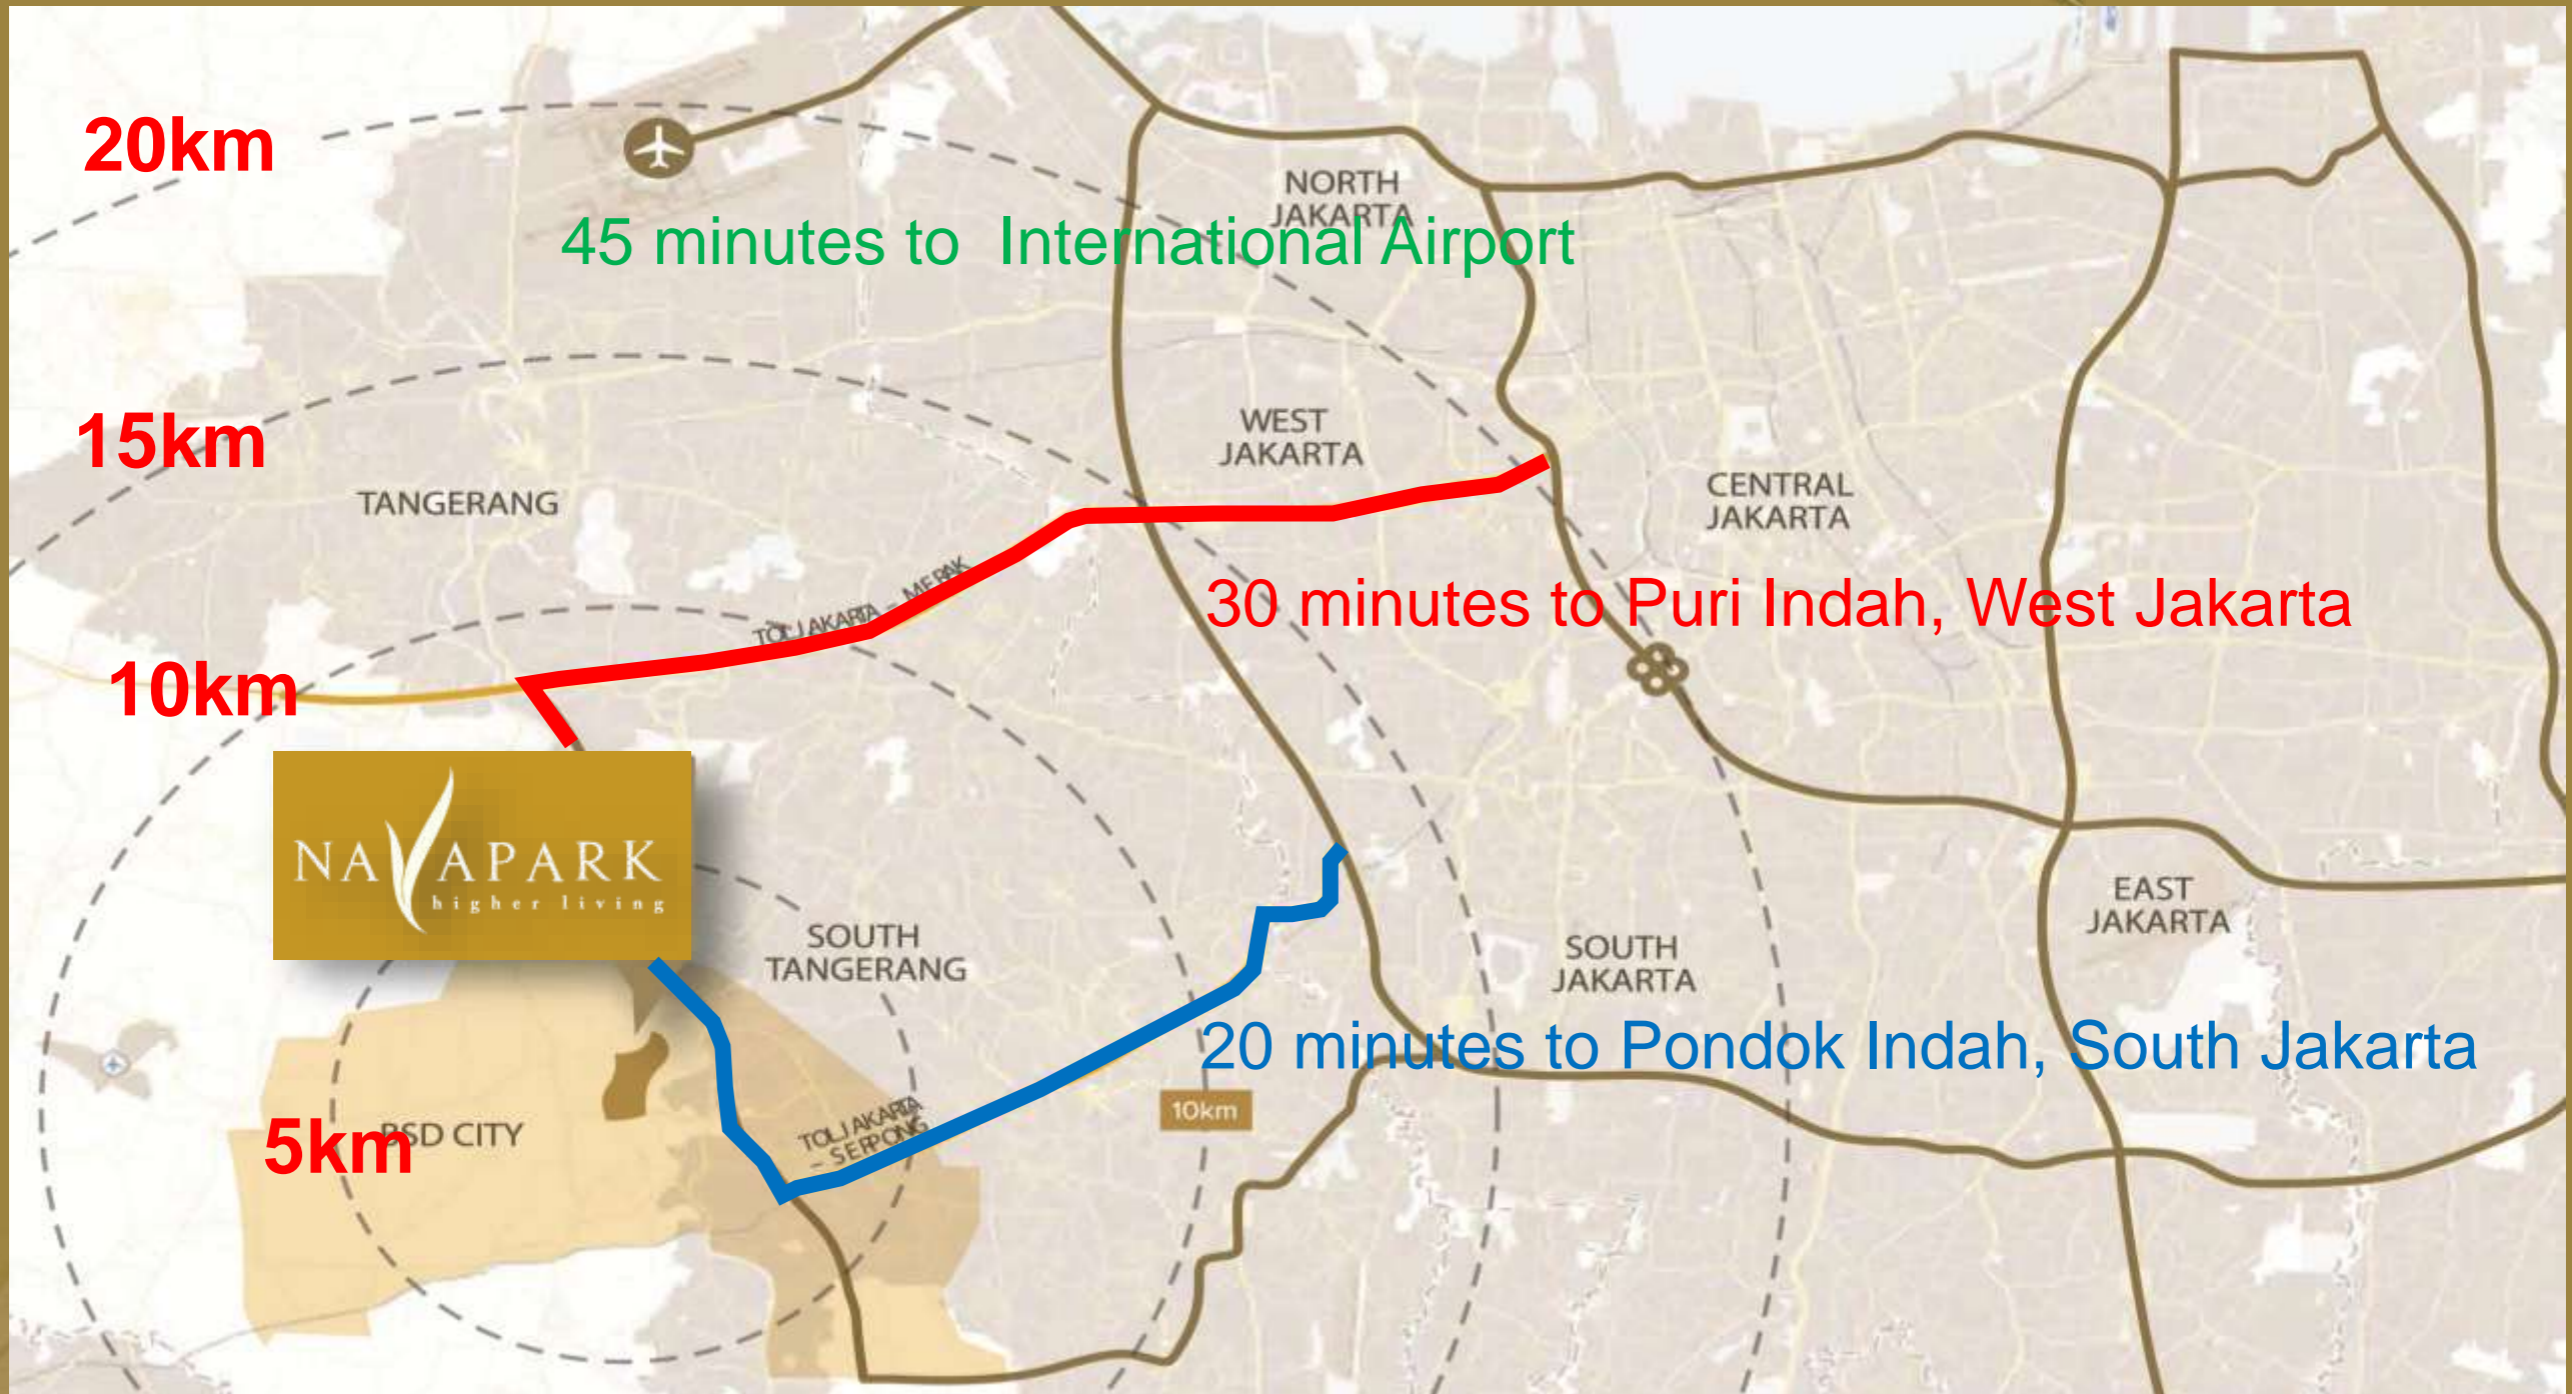 20km
NORTH
JAKARTA
45 minutes to  International Airport
15km
WEST
JAKARTA
TANGERANG
CENTRAL
JAKARTA
TOL JAKARTA – MERAK
30 minutes to Puri Indah, West Jakarta
10km
NAVAPARK
higher living
EAST
JAKARTA
SOUTH
TANGERANG
SOUTH
JAKARTA
20 minutes to Pondok Indah, South Jakarta
10km
TOL JAKARTA
– SERPONG
5km
BSD CITY